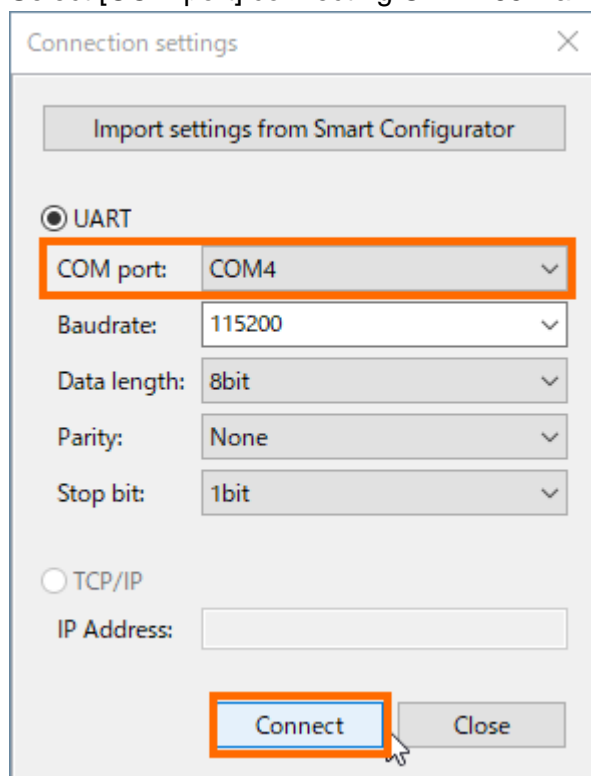 Connection settings
Import settings from Smart Configurator
UART
COM port: COM4
Baudrate: 115200
Data length: 8bit
Parity: None
Stop bit: 1bit
TCP/IP
IP Address:
Connect Close